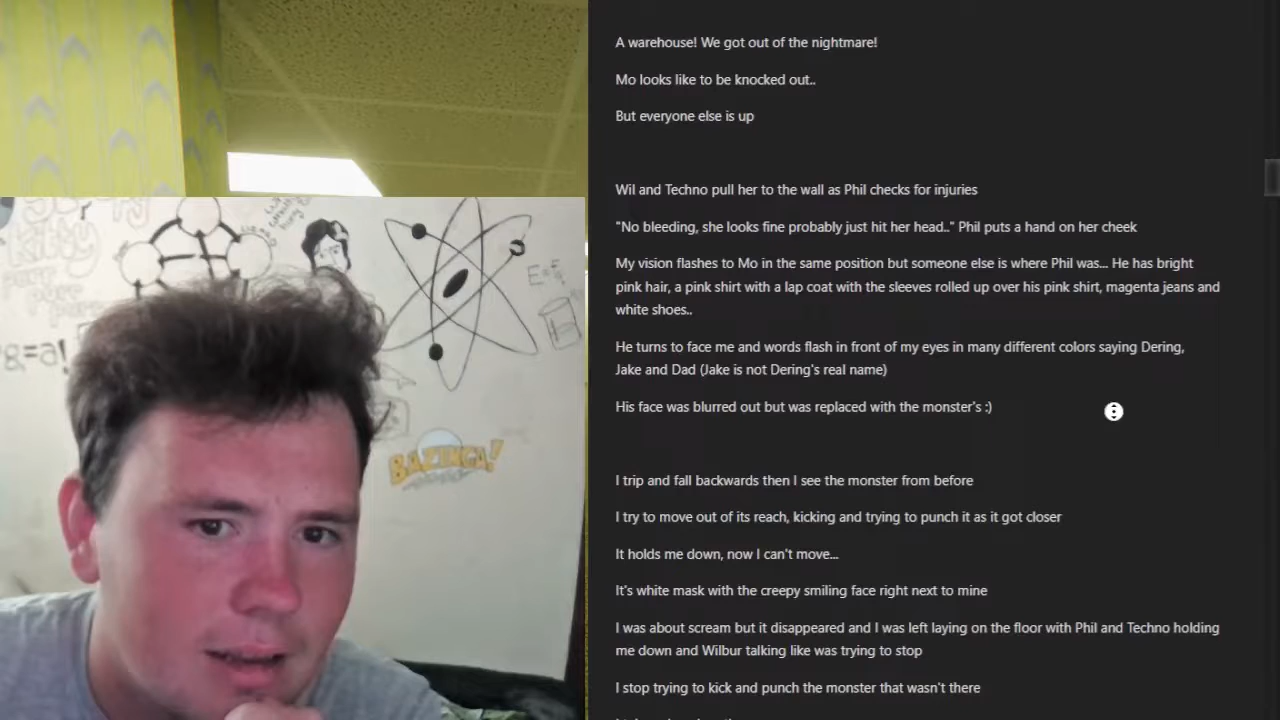 A warehouse! We got out of the nightmare!
Mo looks like to be knocked out..
But everyone else is up
Wil and Techno pull her to the wall as Phil checks for injuries
"No bleeding, she looks fine probably just hit her head.." Phil puts a hand on her cheek
My vision flashes to Mo in the same position but someone else is where Phil was... He has bright
pink hair, a pink shirt with a lap coat with the sleeves rolled up over his pink shirt, magenta jeans and
white shoes..
He turns to face me and words flash in front of my eyes in many different colors saying Dering,
Jake and Dad (Jake is not Dering's real name)
His face was blurred out but was replaced with the monster's :)
I trip and fall backwards then I see the monster from before
I try to move out of its reach, kicking and trying to punch it as it got closer
It holds me down, now I can't move...
It's white mask with the creepy smiling face right next to mine
I was about scream but it disappeared and I was left laying on the floor with Phil and Techno holding
me down and Wilbur talking like was trying to stop
I stop trying to kick and punch the monster that wasn't there
kitty
purr
purr
purr
BAZINGA!